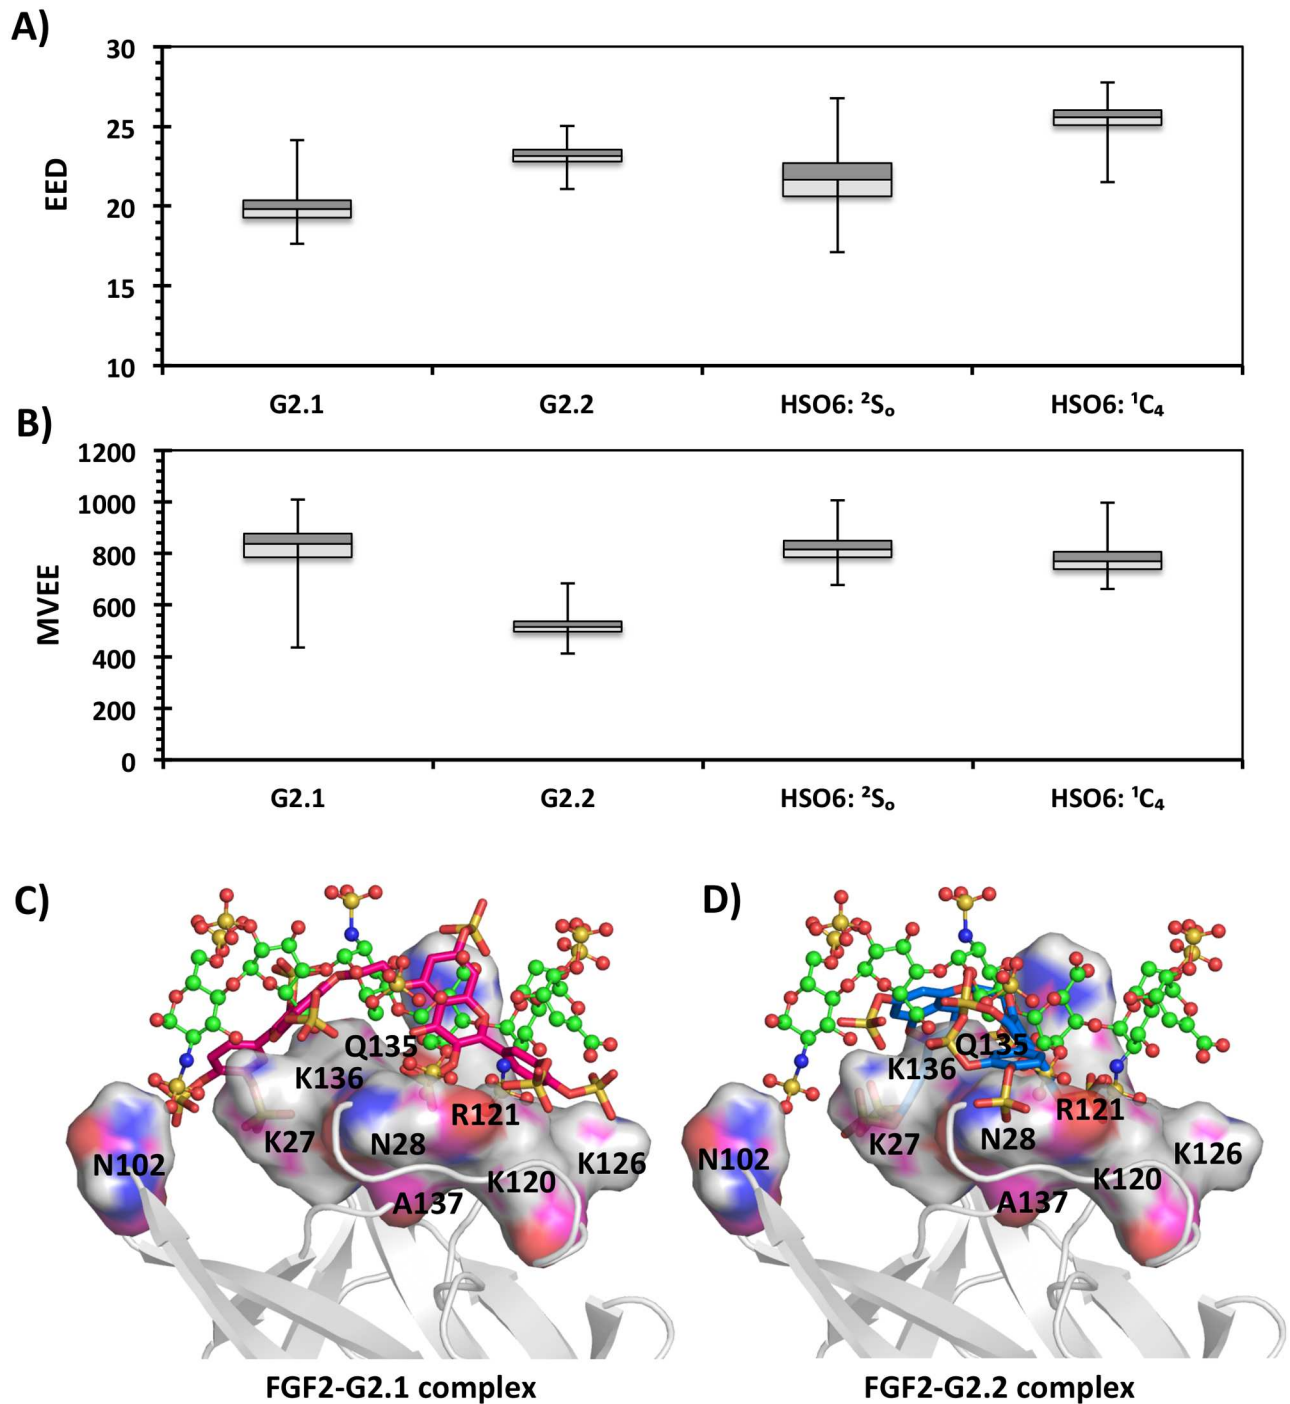 A)
30
25
20
15
10
EED
G2.1 G2.2 HSO6: ²Sₒ HSO6: ¹C₄
B)
1200
1000
800
600
400
200
0
MVEE
G2.1 G2.2 HSO6: ²Sₒ HSO6: ¹C₄
C)
Q135
K136
R121
K27
N28
N102
K126
K120
A137
FGF2-G2.1 complex
D)
Q135
K136
R121
K27
N28
N102
K126
K120
A137
FGF2-G2.2 complex